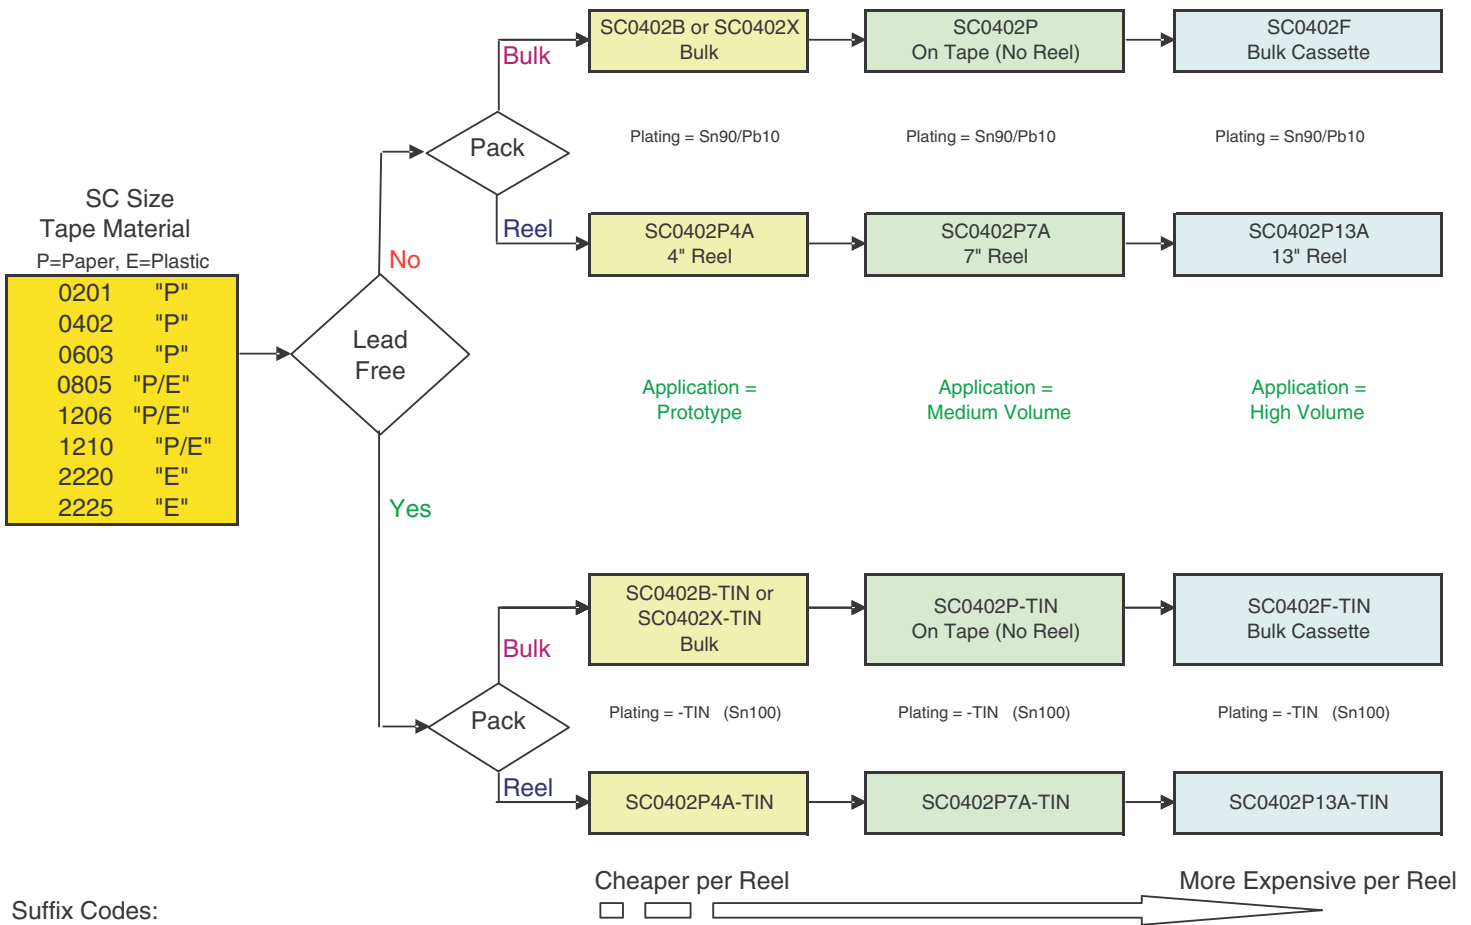 SC0402B or SC0402X
Bulk
SC0402P
On Tape (No Reel)
SC0402F
Bulk Cassette
Bulk
Pack
Plating = Sn90/Pb10
Plating = Sn90/Pb10
Plating = Sn90/Pb10
Reel
SC0402P4A
4" Reel
SC0402P7A
7" Reel
SC0402P13A
13" Reel
SC Size
Tape Material
P=Paper, E=Plastic
0201 "P"
0402 "P"
0603 "P"
0805 "P/E"
1206 "P/E"
1210 "P/E"
2220 "E"
2225 "E"
No
Lead
Free
Yes
Application =
Prototype
Application =
Medium Volume
Application =
High Volume
SC0402B-TIN or
SC0402X-TIN
Bulk
SC0402P-TIN
On Tape (No Reel)
SC0402F-TIN
Bulk Cassette
Bulk
Pack
Plating = -TIN (Sn100)
Plating = -TIN (Sn100)
Plating = -TIN (Sn100)
Reel
SC0402P4A-TIN
SC0402P7A-TIN
SC0402P13A-TIN
Cheaper per Reel
More Expensive per Reel
Suffix Codes: